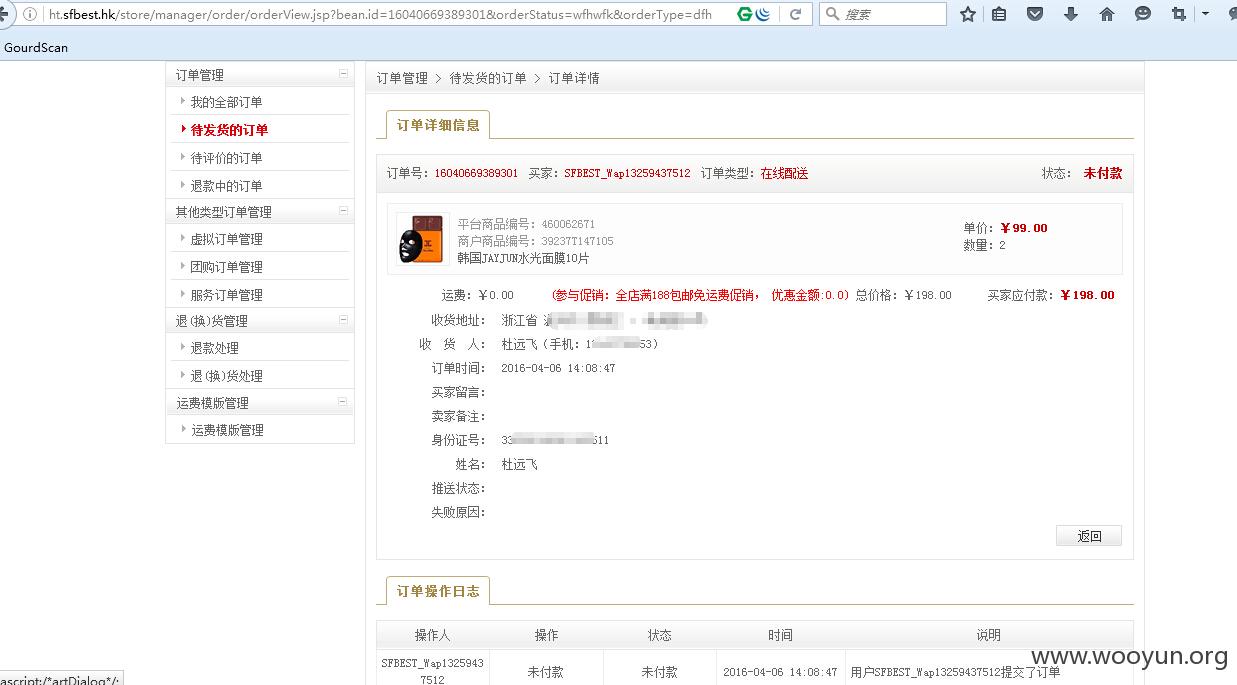 ht.sfbest.hk/store/manager/order/orderView.jsp?bean.id=16040669389301&orderStatus=wfhwfk&orderType=dfh
搜索
GourdScan
订单管理
我的全部订单
待发货的订单
待评价的订单
退款中的订单
其他类型订单管理
虚拟订单管理
团购订单管理
服务订单管理
退(换)货管理
退款处理
退(换)货处理
运费模版管理
运费模版管理
订单管理 > 待发货的订单 > 订单详情
订单详细信息
订单号：16040669389301 买家：SFBEST_Wap13259437512 订单类型：在线配送 状态： 未付款
平台商品编号：460062671
商户商品编号：39237T147105
韩国JAYJUN水光面膜10片
单价：￥99.00
数量：2
运费：￥0.00 (参与促销：全店满188包邮免运费促销， 优惠金额:0.0) 总价格：￥198.00 买家应付款：￥198.00
收货地址： 浙江省
收 货 人： 杜远飞（手机：1 53）
订单时间： 2016-04-06 14:08:47
买家留言：
卖家备注：
身份证号： 33 511
姓名： 杜远飞
推送状态：
失败原因：
返回
订单操作日志
操作人 操作 状态 时间 说明
SFBEST_Wap13259437512 未付款 未付款 2016-04-06 14:08:47 用户SFBEST_Wap13259437512提交了订单
www.wooyun.org
ascript:/*artDialog*/;